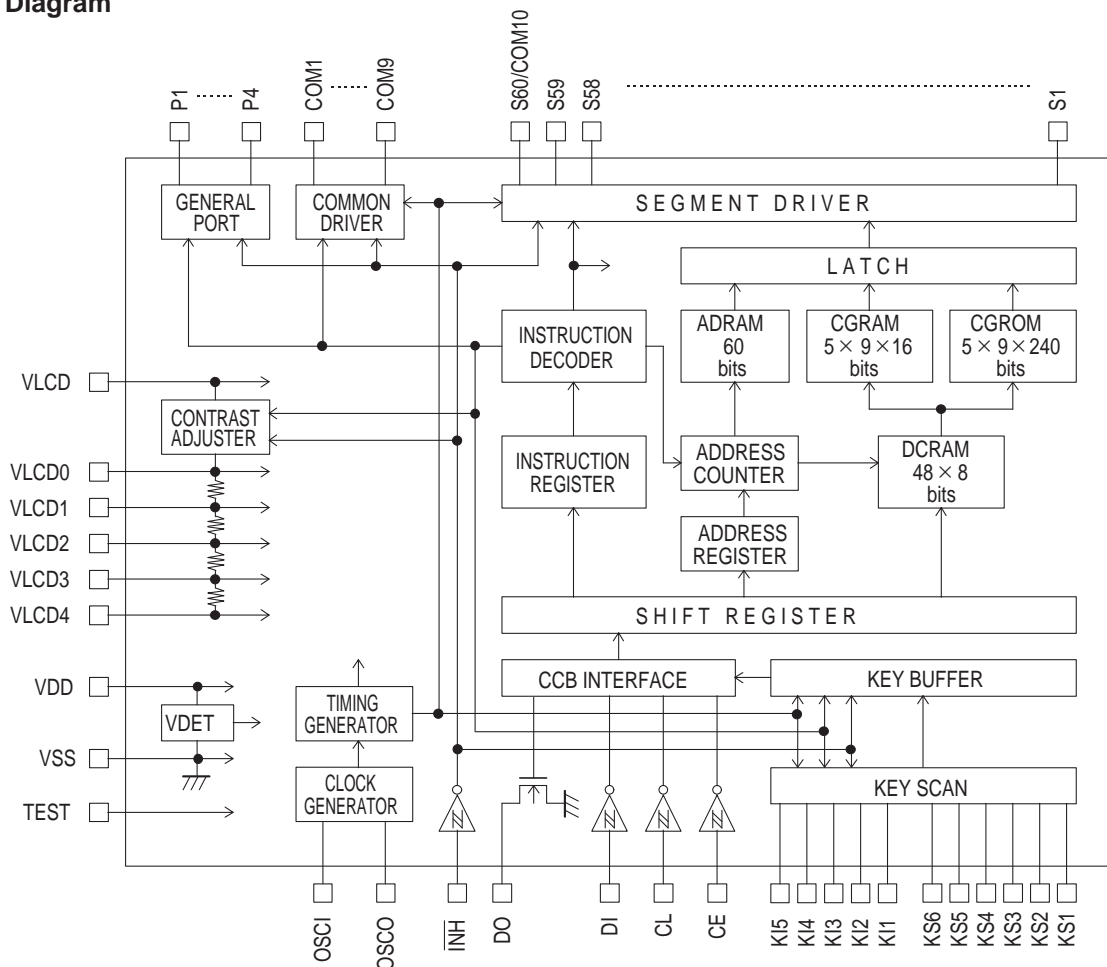 Diagram
P1
P4
COM1
COM9
S60/COM10
S59
S58
S1
GENERAL
PORT
COMMON
DRIVER
SEGMENT DRIVER
LATCH
INSTRUCTION
DECODER
ADRAM
60
bits
CGRAM
5 × 9 × 16
bits
CGROM
5 × 9 × 240
bits
VLCD
CONTRAST
ADJUSTER
INSTRUCTION
REGISTER
ADDRESS
COUNTER
DCRAM
48 × 8
bits
VLCD0
VLCD1
VLCD2
VLCD3
VLCD4
ADDRESS
REGISTER
SHIFT REGISTER
VDD
VDET
VSS
TEST
TIMING
GENERATOR
CLOCK
GENERATOR
CCB INTERFACE
KEY BUFFER
KEY SCAN
OSCI
OSCO
INH
DO
DI
CL
CE
KI5
KI4
KI3
KI2
KI1
KS6
KS5
KS4
KS3
KS2
KS1